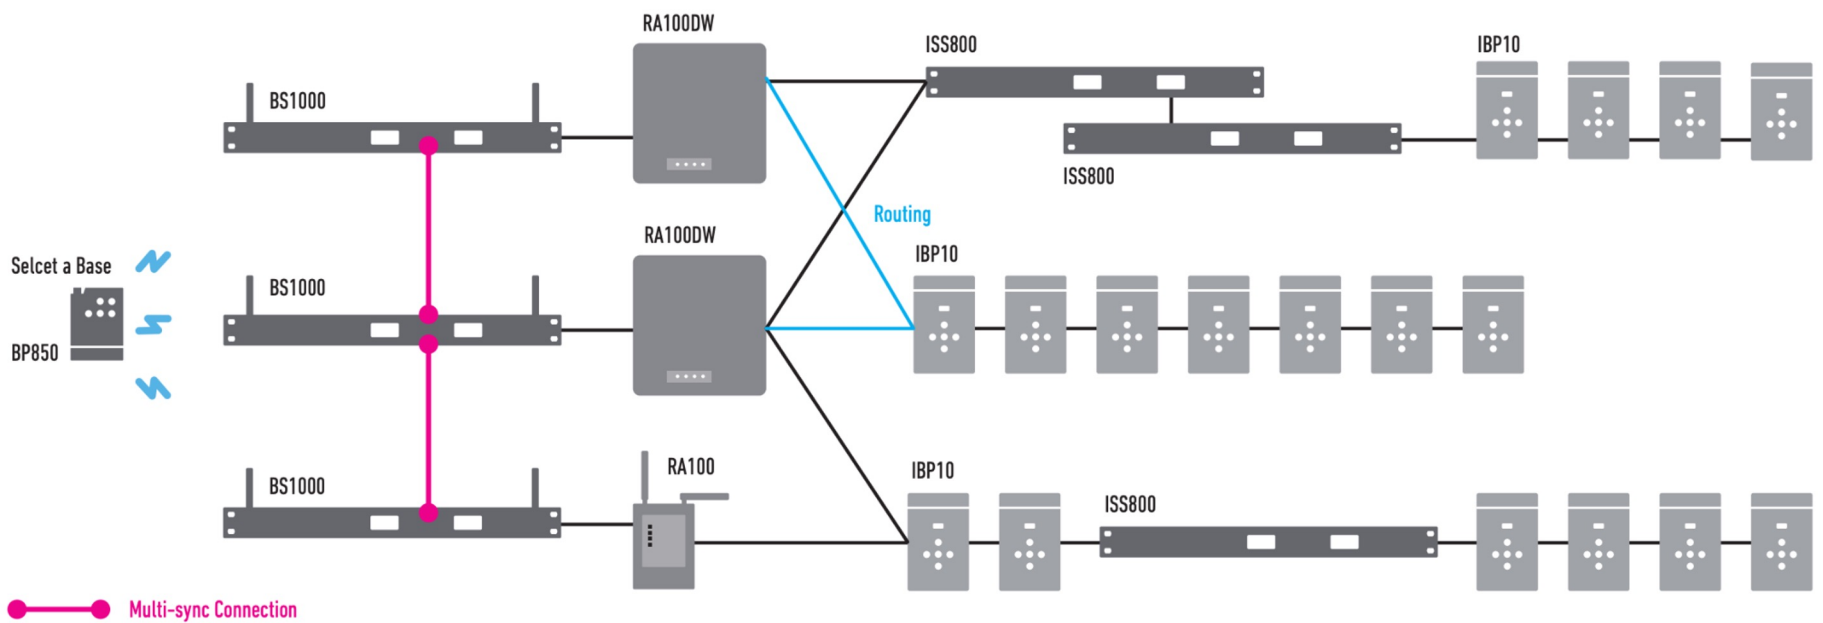 RA100DW
ISS800
IBP10
BS1000
ISS800
Routing
RA100DW
IBP10
Selcet a Base
BS1000
BP850
RA100
IBP10
BS1000
ISS800
Multi-sync Connection